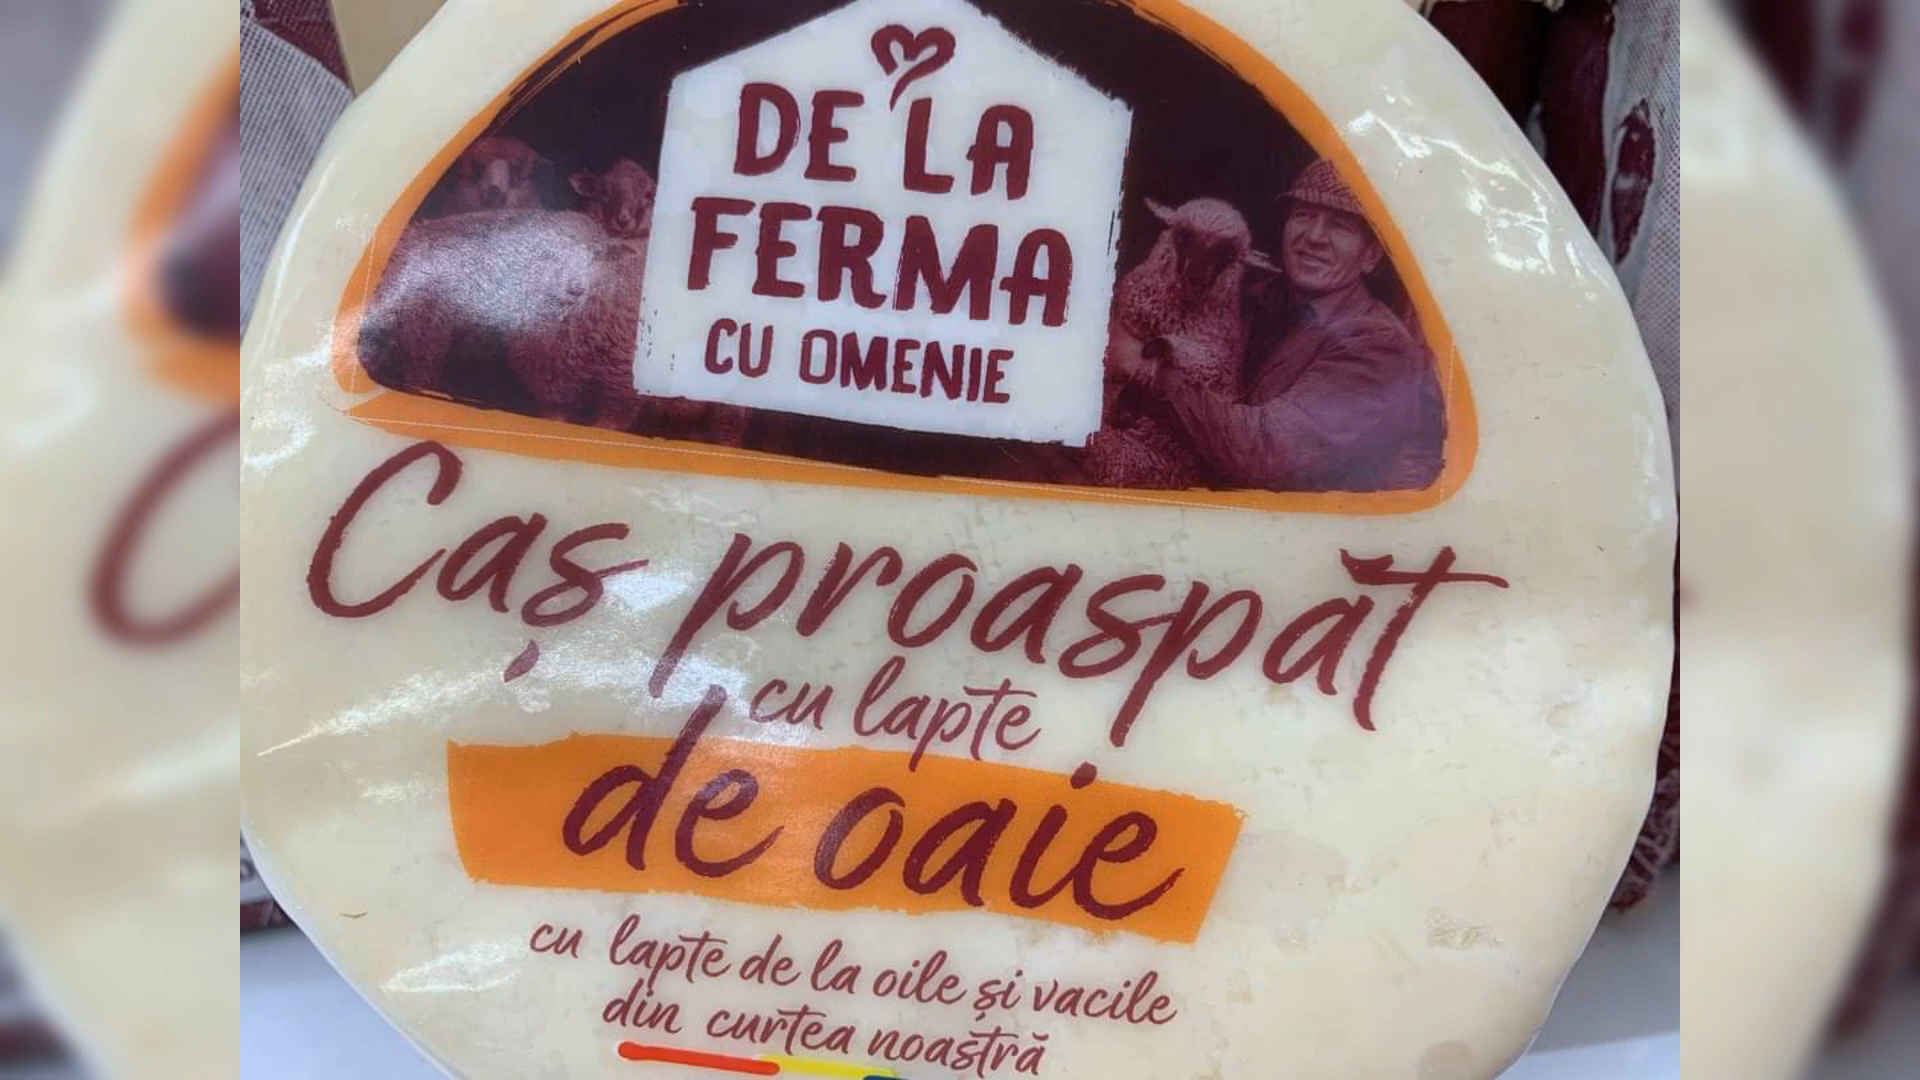 DE LA
FERMA
CU OMENIE
Caș proaspăt
cu lapte
de oaie
cu lapte de la oile și vacile
din curtea noastră